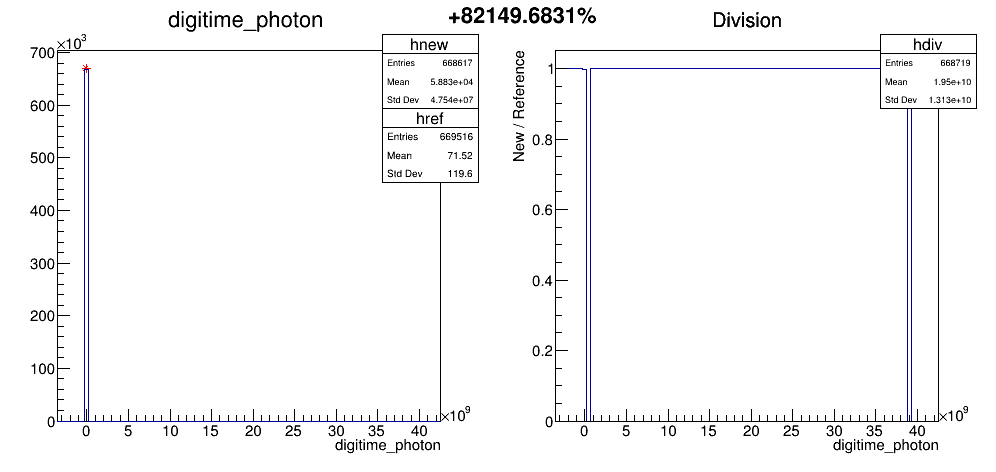 +82149.6831%
digitime_photon
×10³
700
600
500
400
300
200
100
0
0 5 10 15 20 25 30 35 40
×10⁹
digitime_photon
hnew
Entries 668617
Mean 5.883e+04
Std Dev 4.754e+07
href
Entries 669516
Mean 71.52
Std Dev 119.6
Division
New / Reference
1
0.8
0.6
0.4
0.2
0
0 5 10 15 20 25 30 35 40
×10⁹
digitime_photon
hdiv
Entries 668719
Mean 1.95e+10
Std Dev 1.313e+10